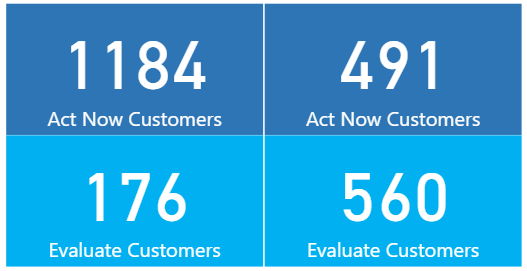 1184 491
Act Now Customers Act Now Customers
176 560
Evaluate Customers Evaluate Customers